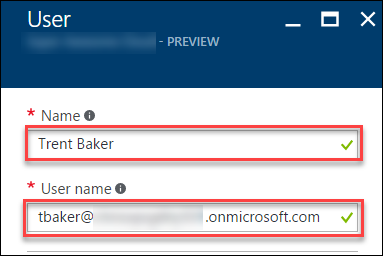 User
- PREVIEW
* Name
Trent Baker
* User name
tbaker@ .onmicrosoft.com